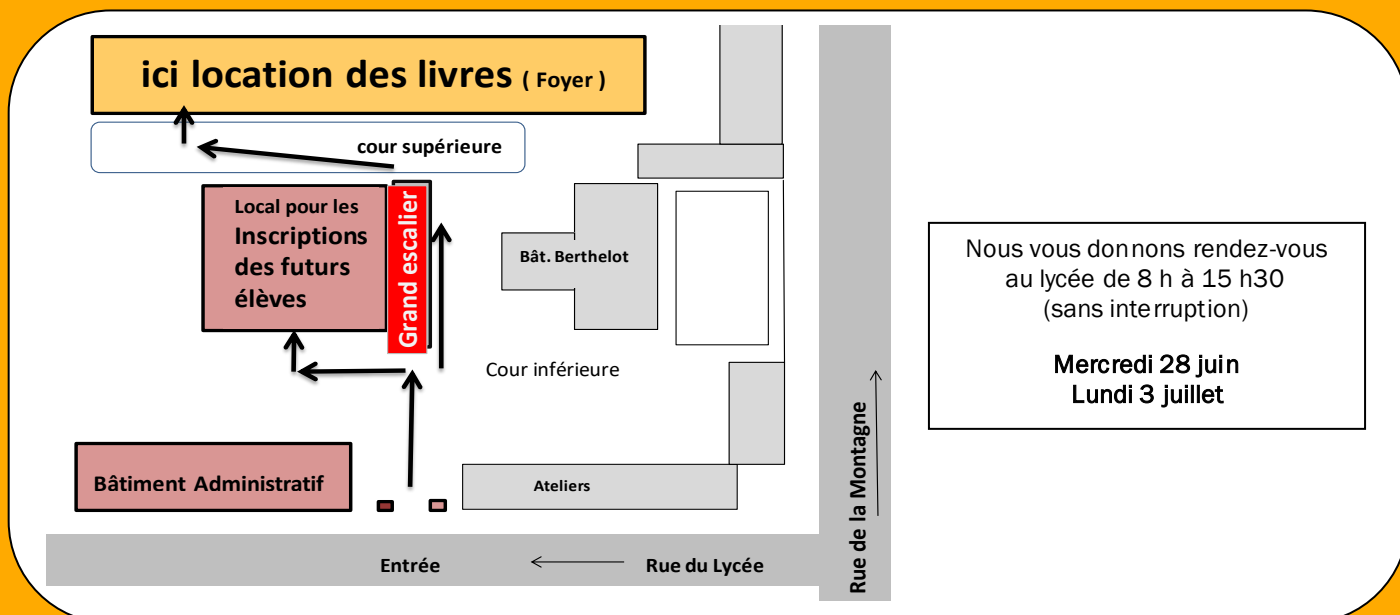 ici location des livres ( Foyer )
cour supérieure
Local pour les
Inscriptions
des futurs
élèves
Grand escalier
Bât. Berthelot
Cour inférieure
Bâtiment Administratif
Ateliers
Entrée
Rue du Lycée
Rue de la Montagne
Nous vous donnons rendez-vous
au lycée de 8 h à 15 h30
(sans interruption)
Mercredi 28 juin
Lundi 3 juillet